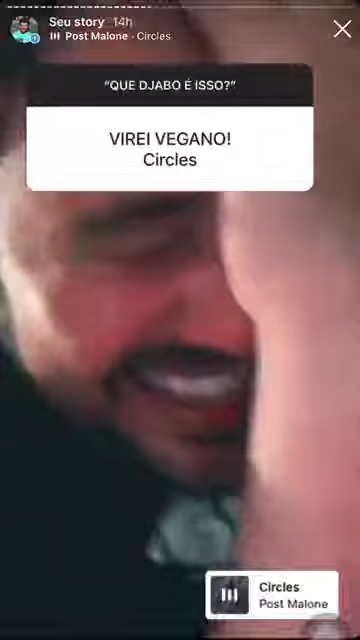 Seu story 14h
Post Malone · Circles
"QUE DJABO É ISSO?"
VIREI VEGANO!
Circles
Circles
Post Malone